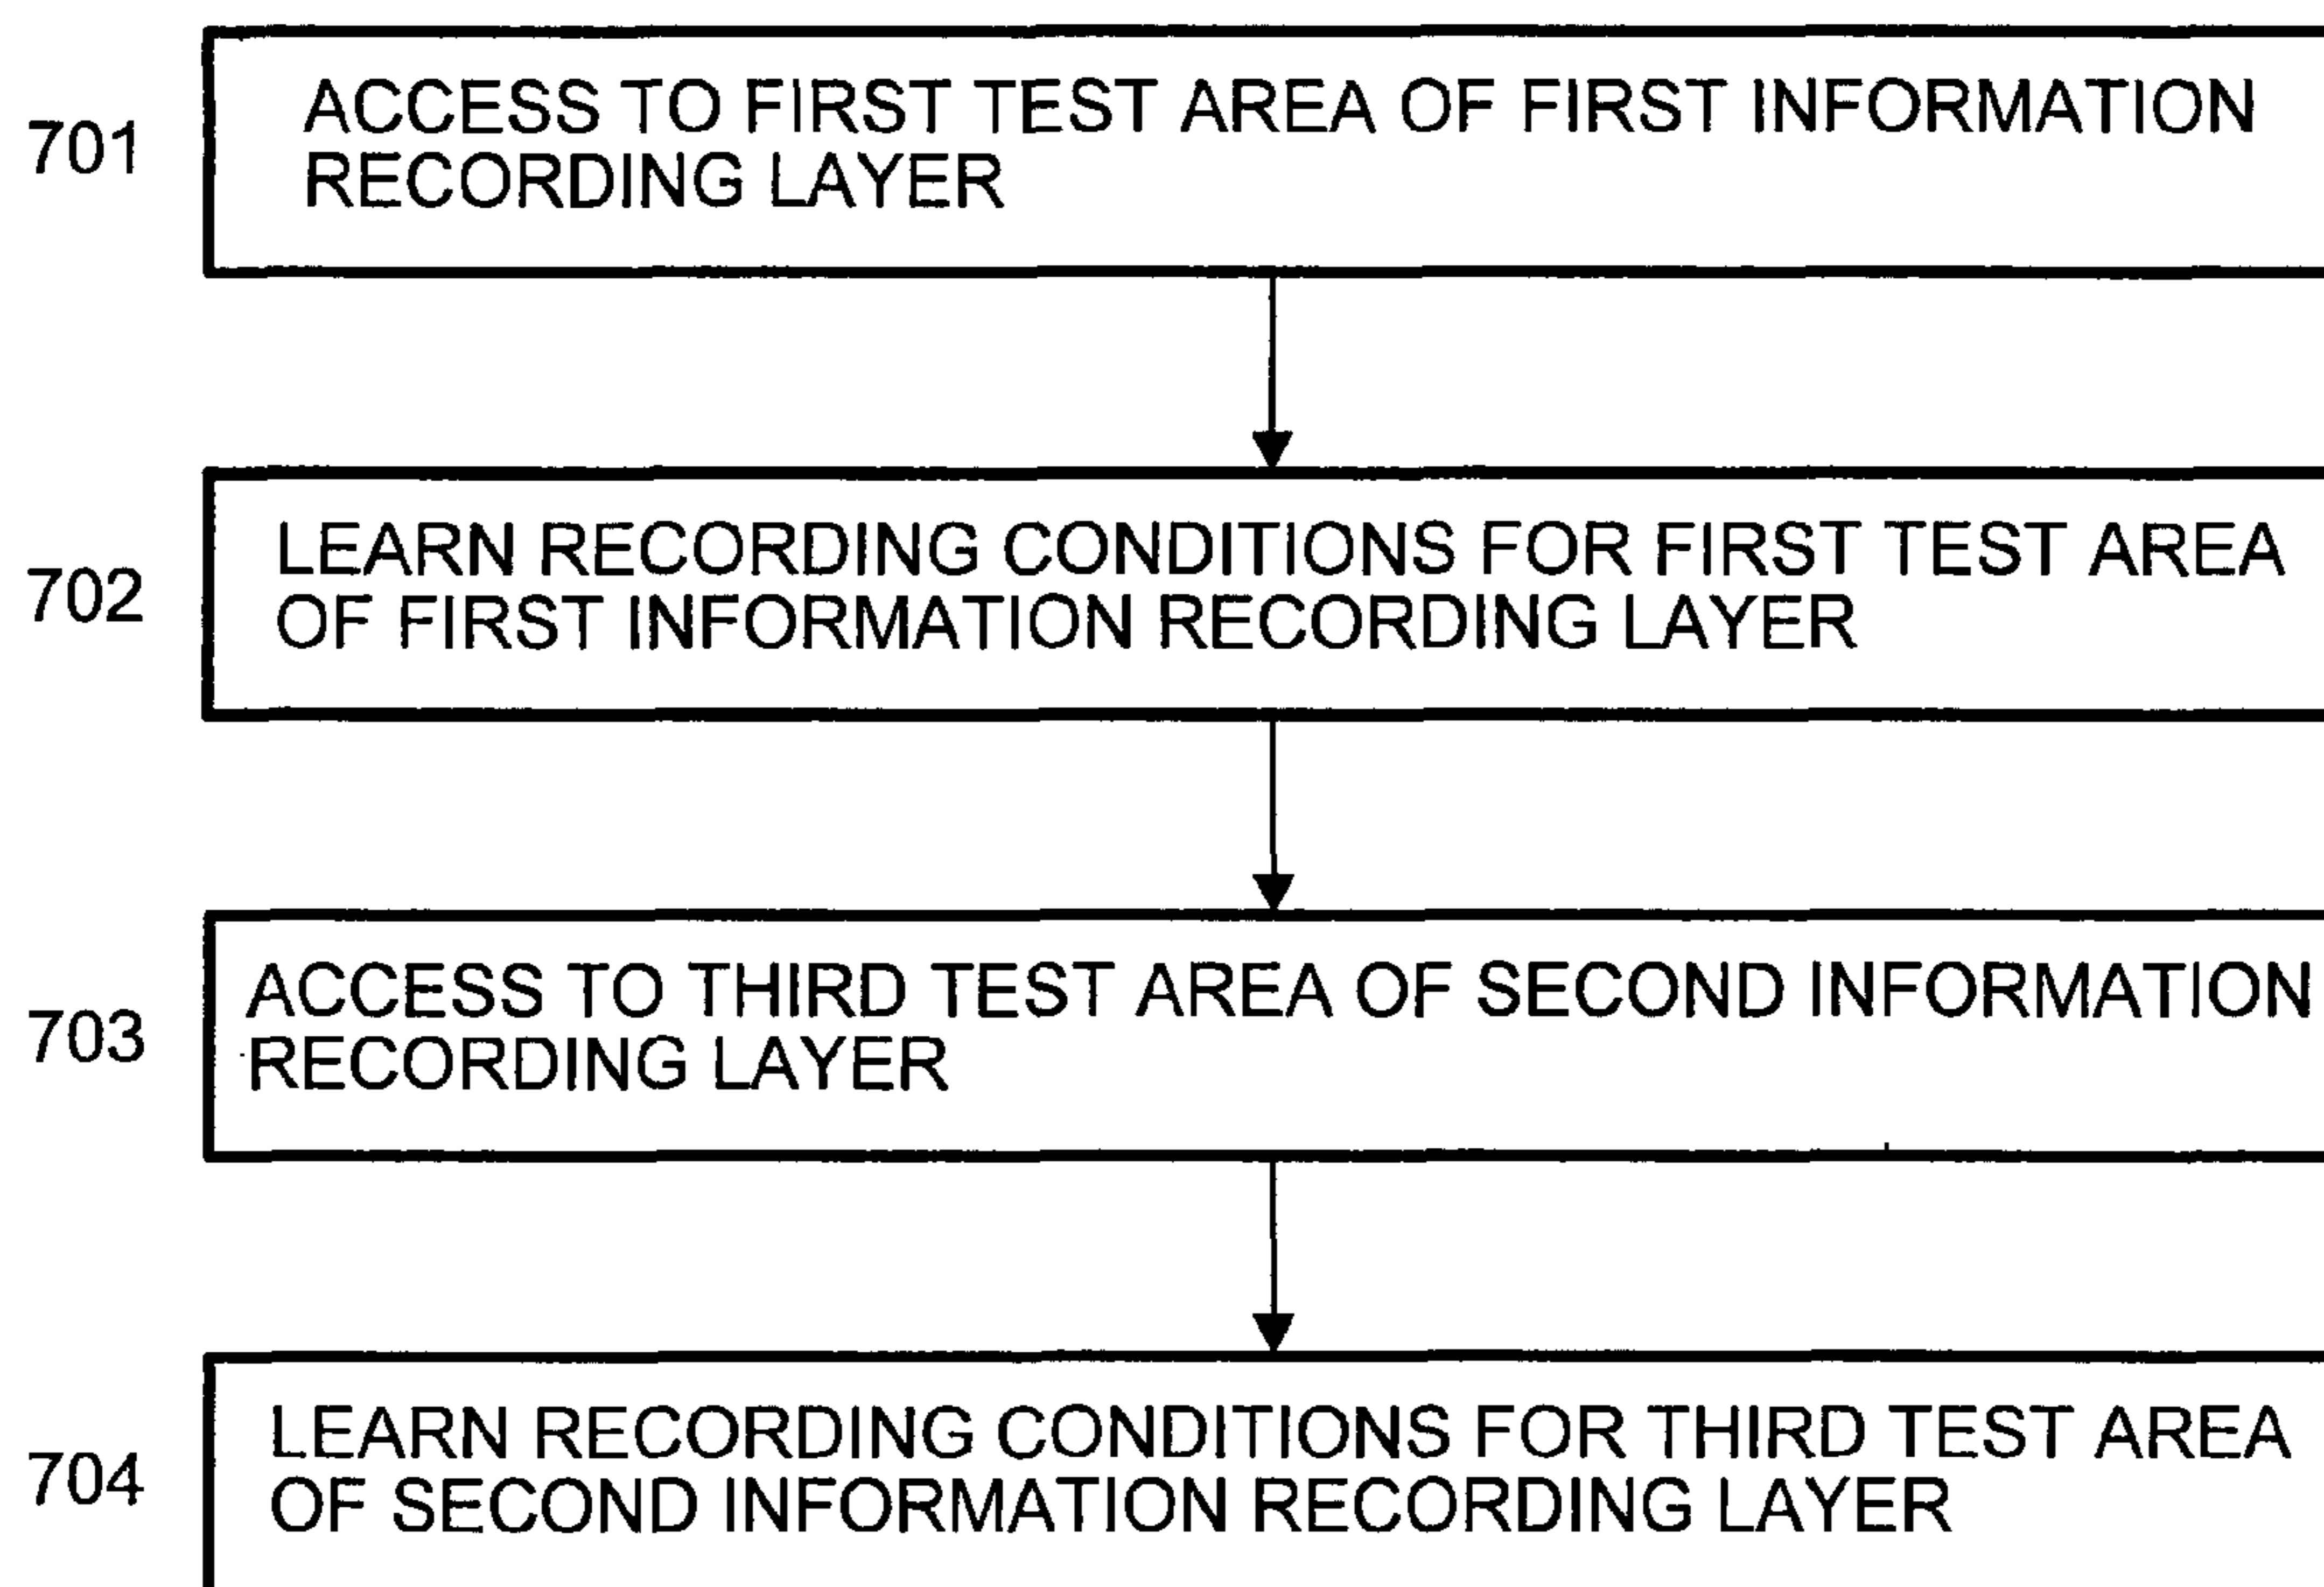 701
ACCESS TO FIRST TEST AREA OF FIRST INFORMATION
RECORDING LAYER
702
LEARN RECORDING CONDITIONS FOR FIRST TEST AREA
OF FIRST INFORMATION RECORDING LAYER
703
ACCESS TO THIRD TEST AREA OF SECOND INFORMATION
RECORDING LAYER
704
LEARN RECORDING CONDITIONS FOR THIRD TEST AREA
OF SECOND INFORMATION RECORDING LAYER